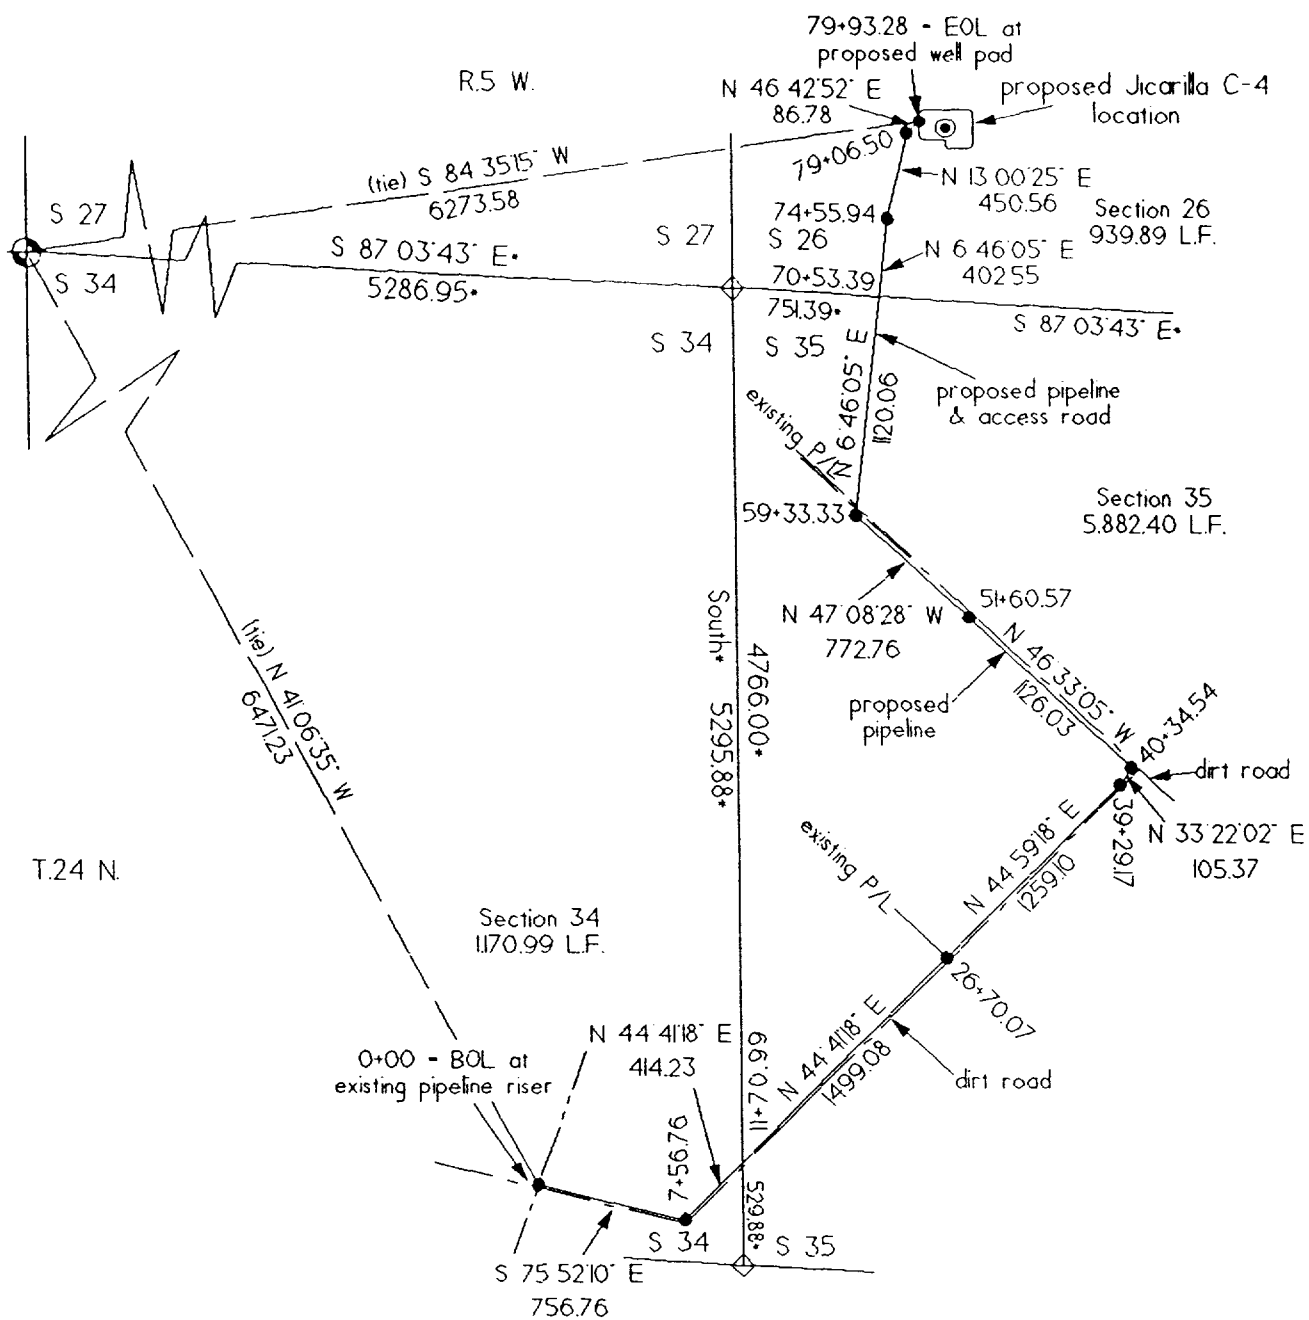 79+93.28 - EOL at
proposed well pad
R.5 W.
N 46°42'52" E
86.78
proposed Jicarilla C-4
location
79+06.50
(tie) S 84°35'15" W
6273.58
N 13°00'25" E
450.56
Section 26
939.89 L.F.
S 27
74+55.94
S 27
S 26
S 87°03'43" E*
5286.95*
N 6°46'05" E
402.55
S 34
70+53.39
751.39*
S 87°03'43" E*
S 34
S 35
N 6°46'05" E
1120.06
proposed pipeline
& access road
existing P/L
59+33.33
Section 35
5,882.40 L.F.
N 47°08'28" W
772.76
51+60.57
N 46°33'05" W
1126.03
South*
5295.88*
4766.00*
(tie) N 41°06'35" W
6471.23
proposed
pipeline
40+34.54
dirt road
39+29.17
N 33°22'02" E
105.37
existing P/L
N 44°59'18" E
1259.10
T.24 N.
Section 34
1,170.99 L.F.
26+70.07
N 44°41'18" E
1499.08
dirt road
N 44°41'18" E
414.23
11+70.99
0+00 - BOL at
existing pipeline riser
7+56.76
529.88*
S 34
S 35
S 75°52'10" E
756.76